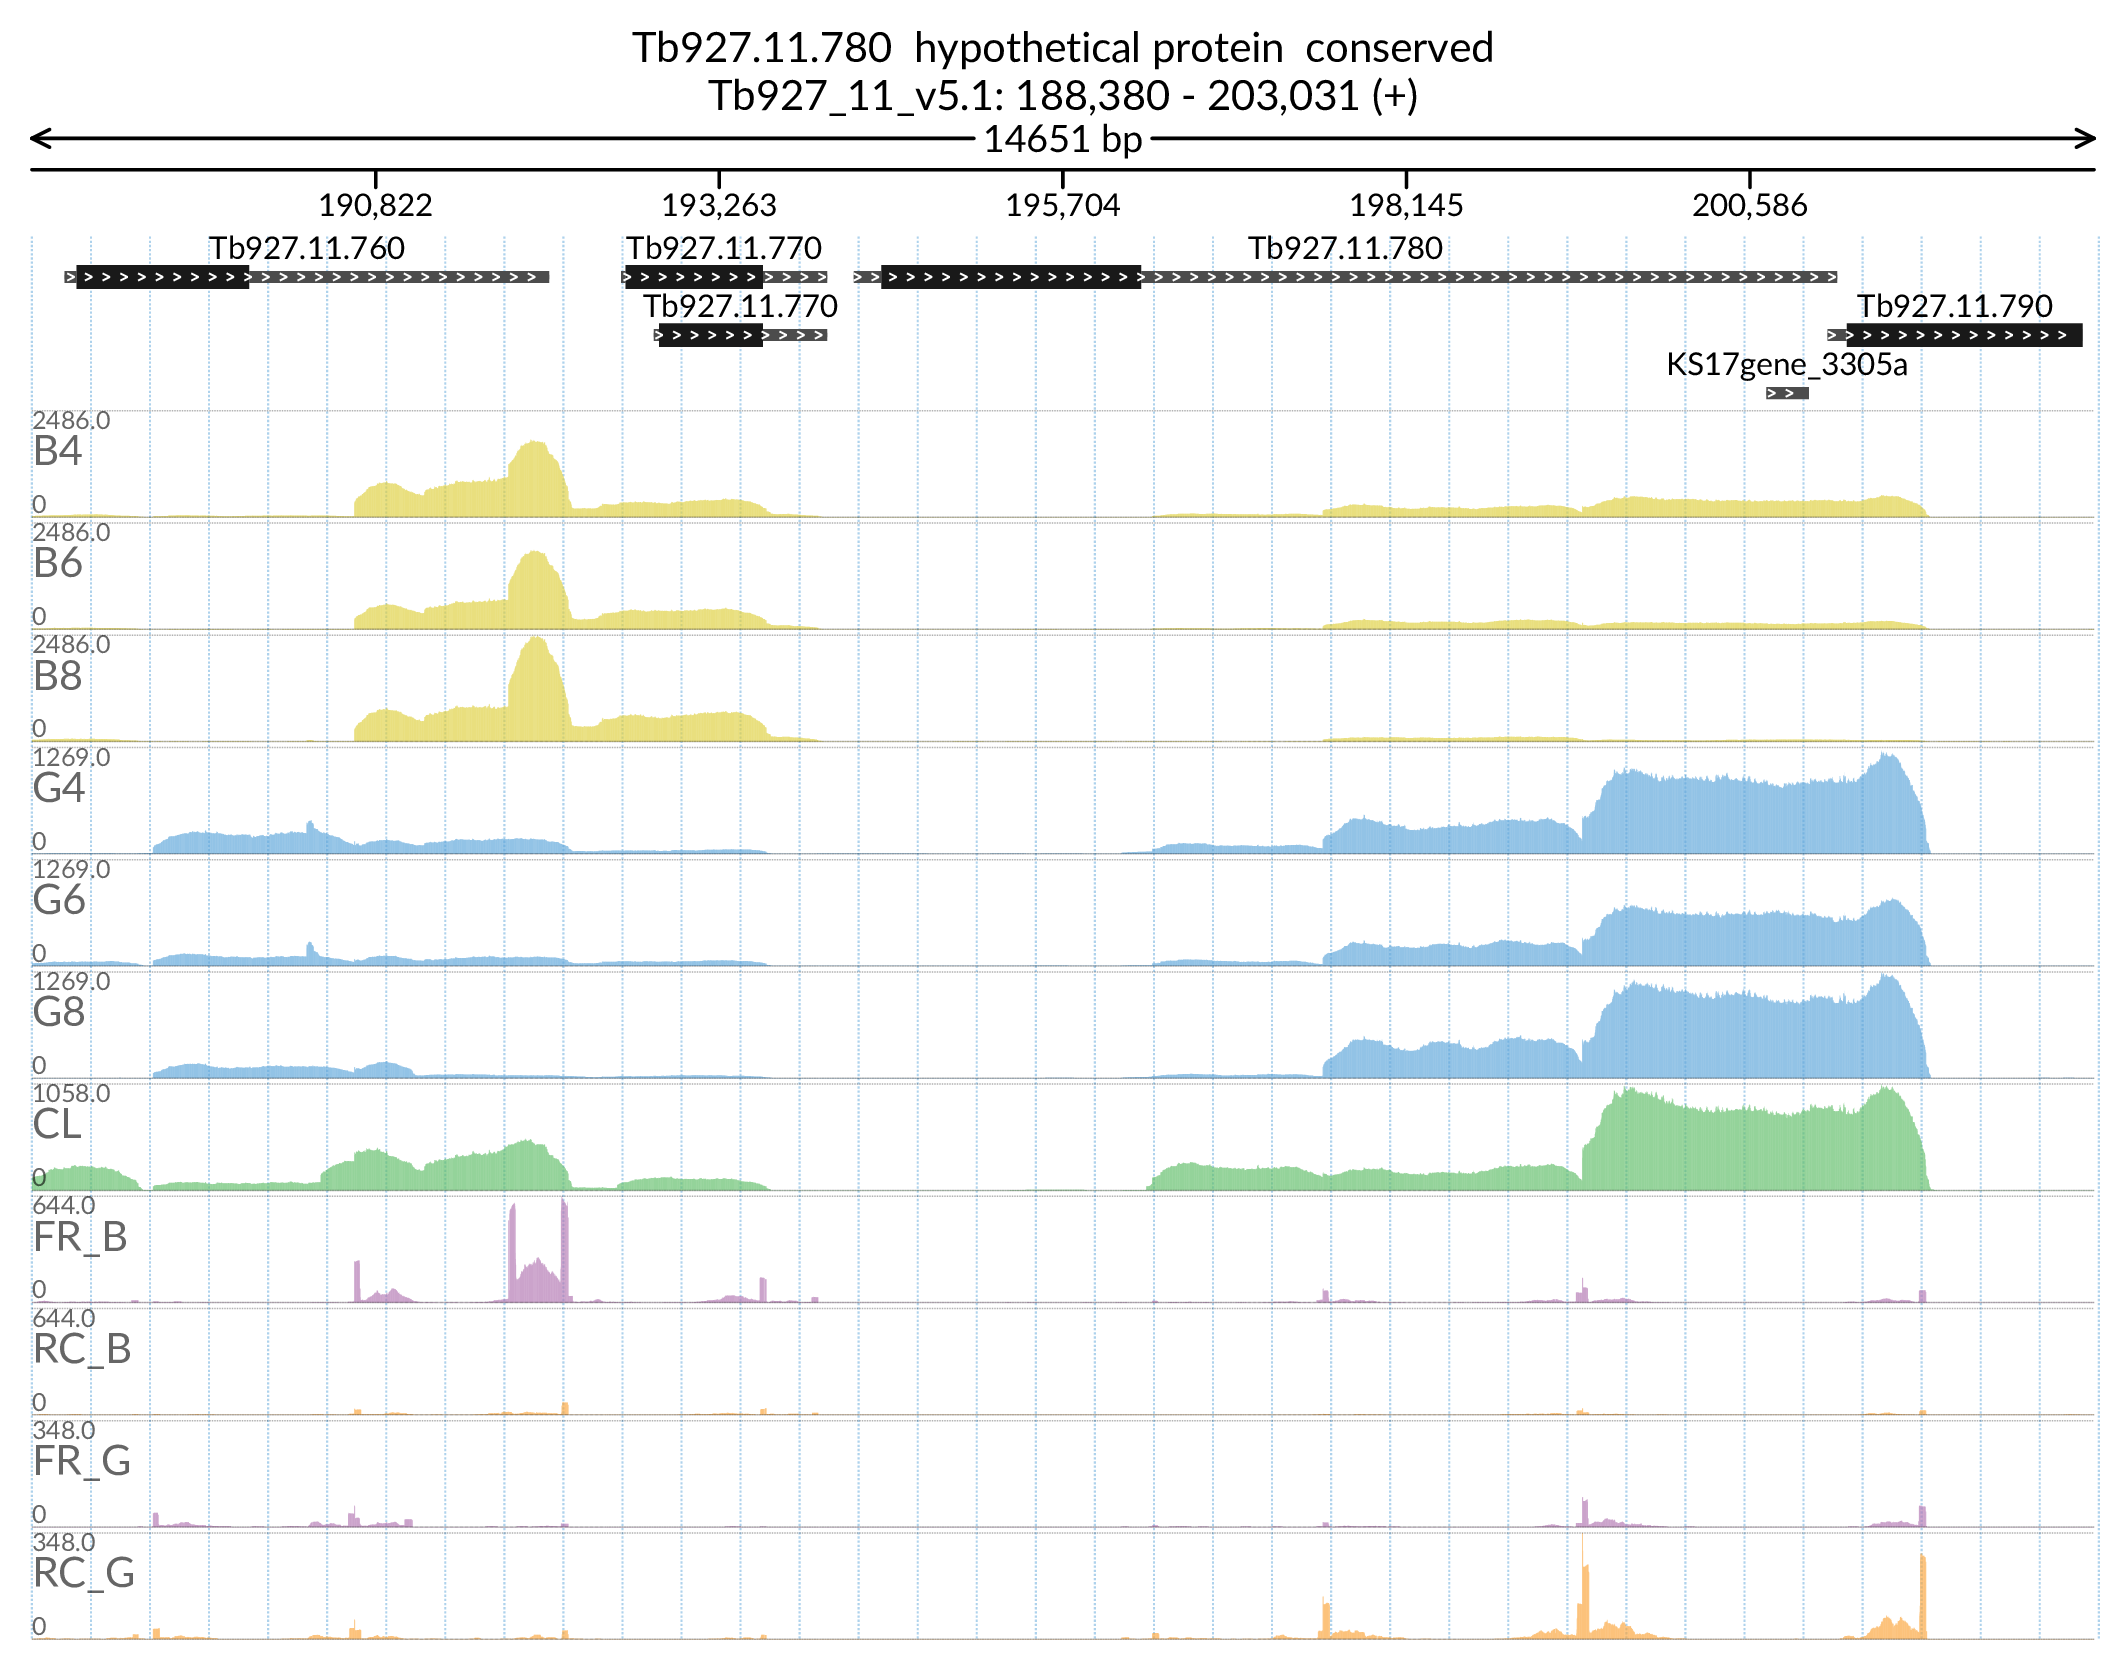 Tb927.11.780  hypothetical protein  conserved
Tb927_11_v5.1: 188,380 - 203,031 (+)
14651 bp
190,822 193,263 195,704 198,145 200,586
Tb927.11.760 Tb927.11.770 Tb927.11.780
Tb927.11.770 Tb927.11.790
KS17gene_3305a
2486.0
B4
0
2486.0
B6
0
2486.0
B8
0
1269.0
G4
0
1269.0
G6
0
1269.0
G8
0
1058.0
CL
0
644.0
FR_B
0
644.0
RC_B
0
348.0
FR_G
0
348.0
RC_G
0